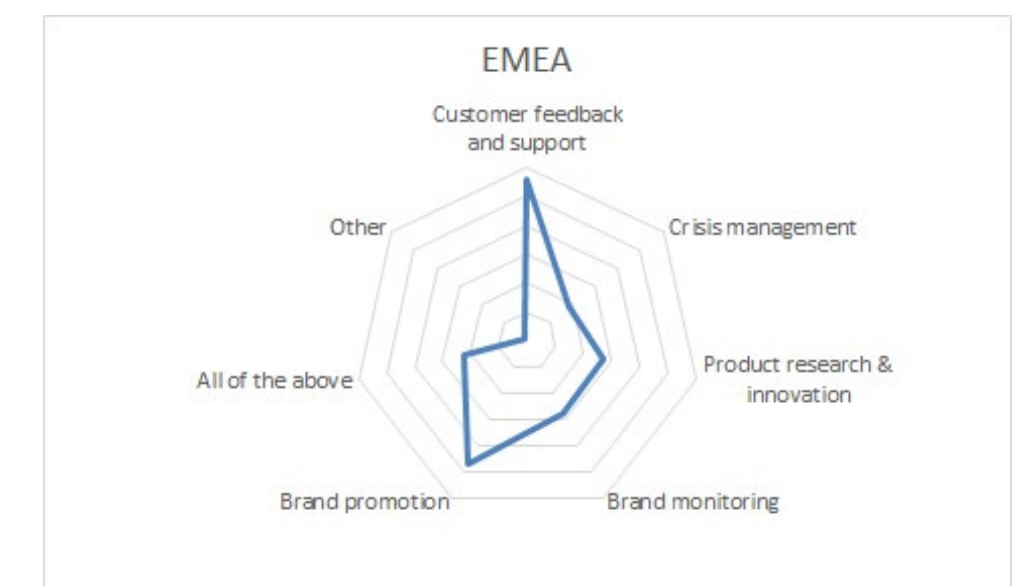 EMEA
Customer feedback
and support
Other
Crisis management
Product research &
innovation
All of the above
Brand promotion
Brand monitoring